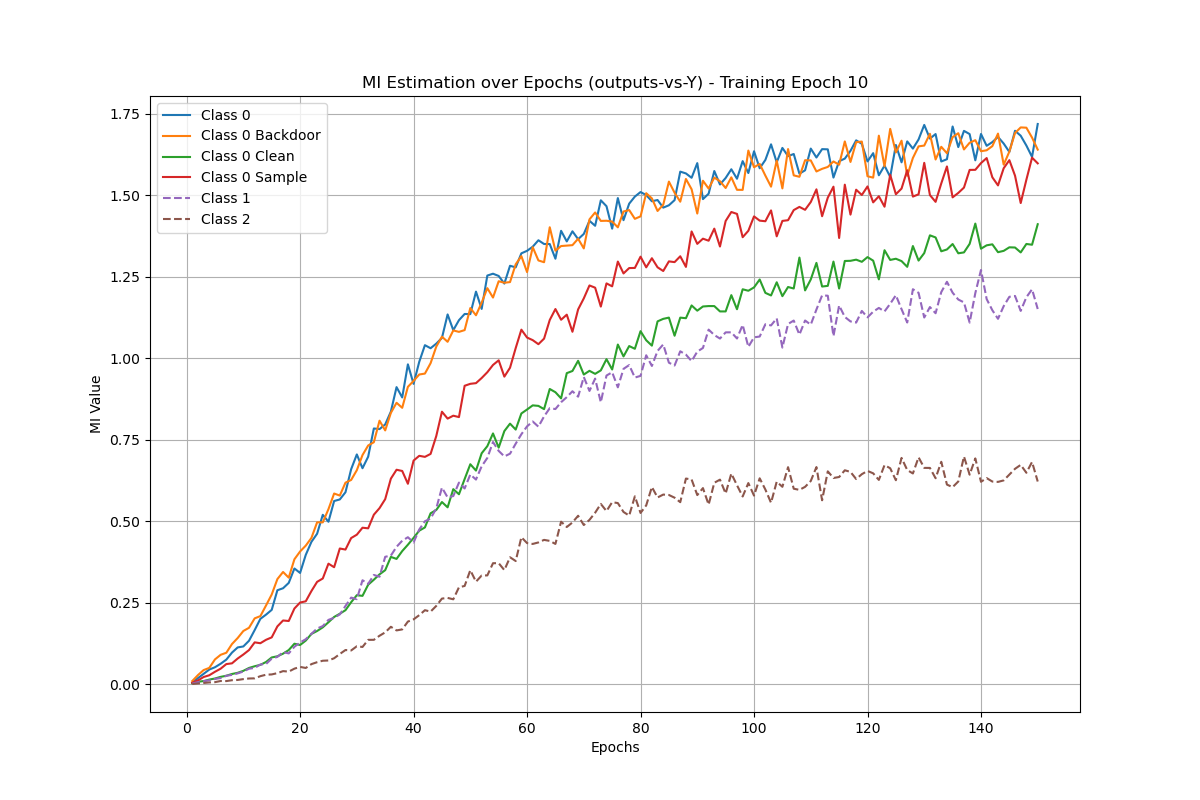 MI Estimation over Epochs (outputs-vs-Y) - Training Epoch 10
Class 0
Class 0 Backdoor
Class 0 Clean
Class 0 Sample
Class 1
Class 2
MI Value
1.75
1.50
1.25
1.00
0.75
0.50
0.25
0.00
0 20 40 60 80 100 120 140
Epochs